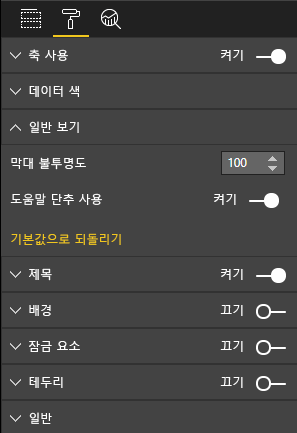 축 사용 켜기
데이터 색
일반 보기
막대 불투명도 100
도움말 단추 사용 켜기
기본값으로 되돌리기
제목 켜기
배경 끄기
잠금 요소 끄기
테두리 끄기
일반